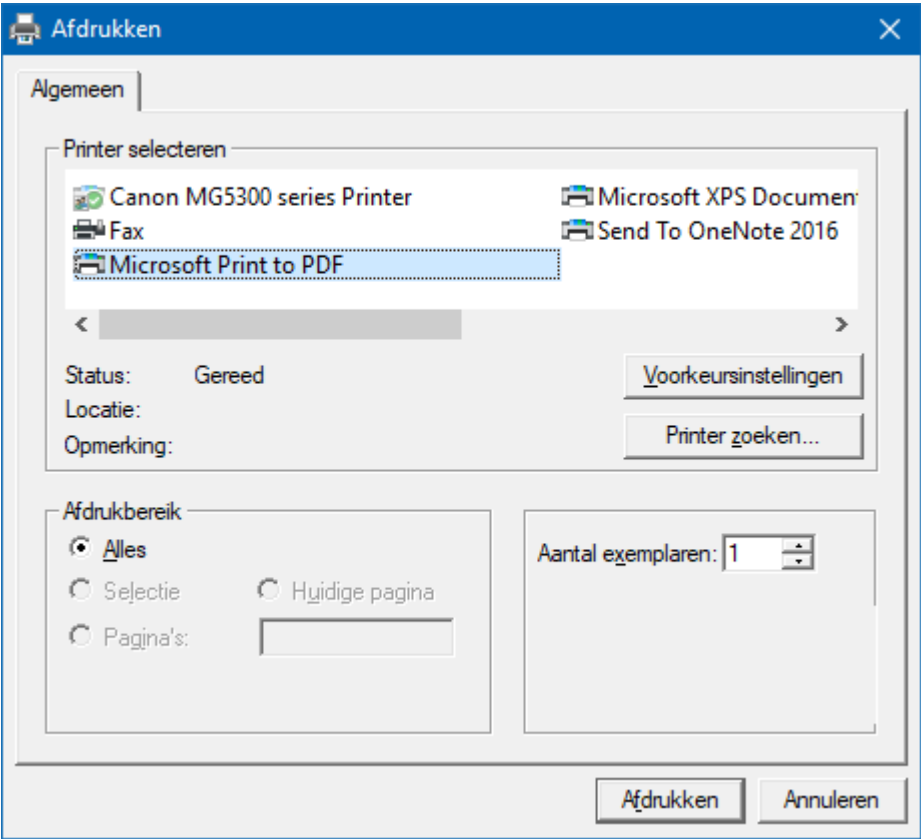 Afdrukken
Algemeen
Printer selecteren
Canon MG5300 series Printer
Microsoft XPS Documen
Fax
Send To OneNote 2016
Microsoft Print to PDF
Status: Gereed
Voorkeursinstellingen
Locatie:
Printer zoeken...
Opmerking:
Afdrukbereik
Alles
Selectie
Huidige pagina
Pagina's:
Aantal exemplaren: 1
Afdrukken
Annuleren